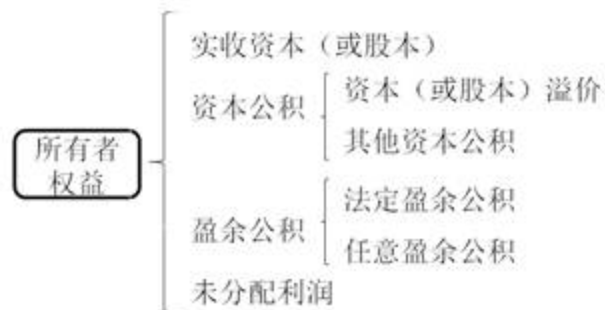 所有者
权益
实收资本（或股本）
资本公积
资本（或股本）溢价
其他资本公积
盈余公积
法定盈余公积
任意盈余公积
未分配利润